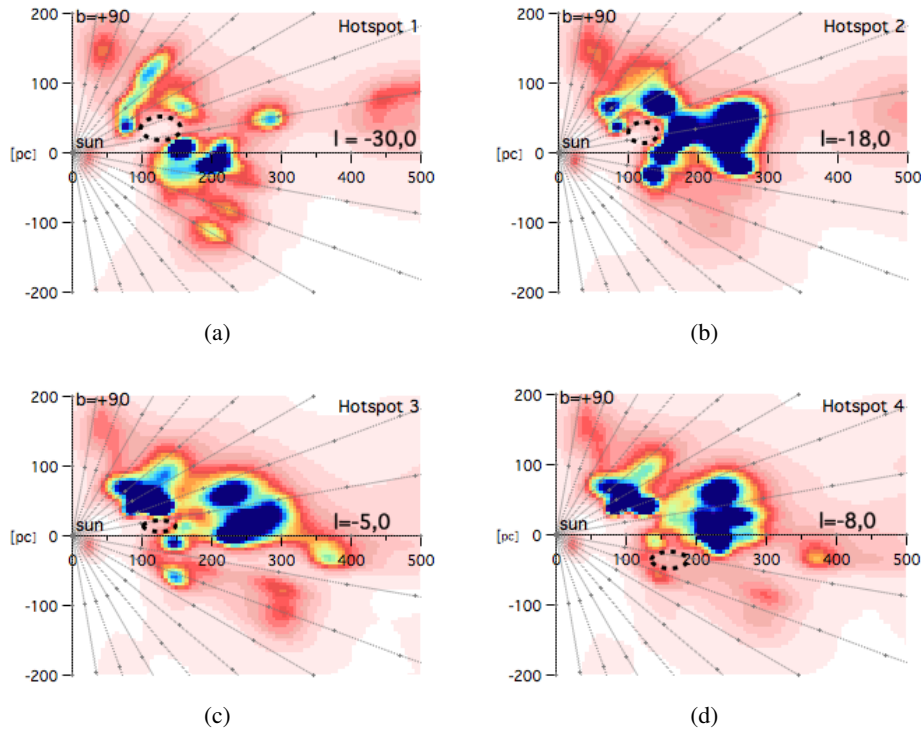 b=+90 Hotspot 1
200
100
sun
[pc] 0
l = -30,0
0 100 200 300 400 500
-100
-200
(a)
b=+90 Hotspot 2
200
100
sun
[pc] 0
l=-18,0
0 100 200 300 400 500
-100
-200
(b)
b=+90 Hotspot 3
200
100
l=-5,0
sun
[pc] 0
0 100 200 300 400 500
-100
-200
(c)
b=+90 Hotspot 4
200
100
l=-8,0
sun
[pc] 0
0 100 200 300 400 500
-100
-200
(d)